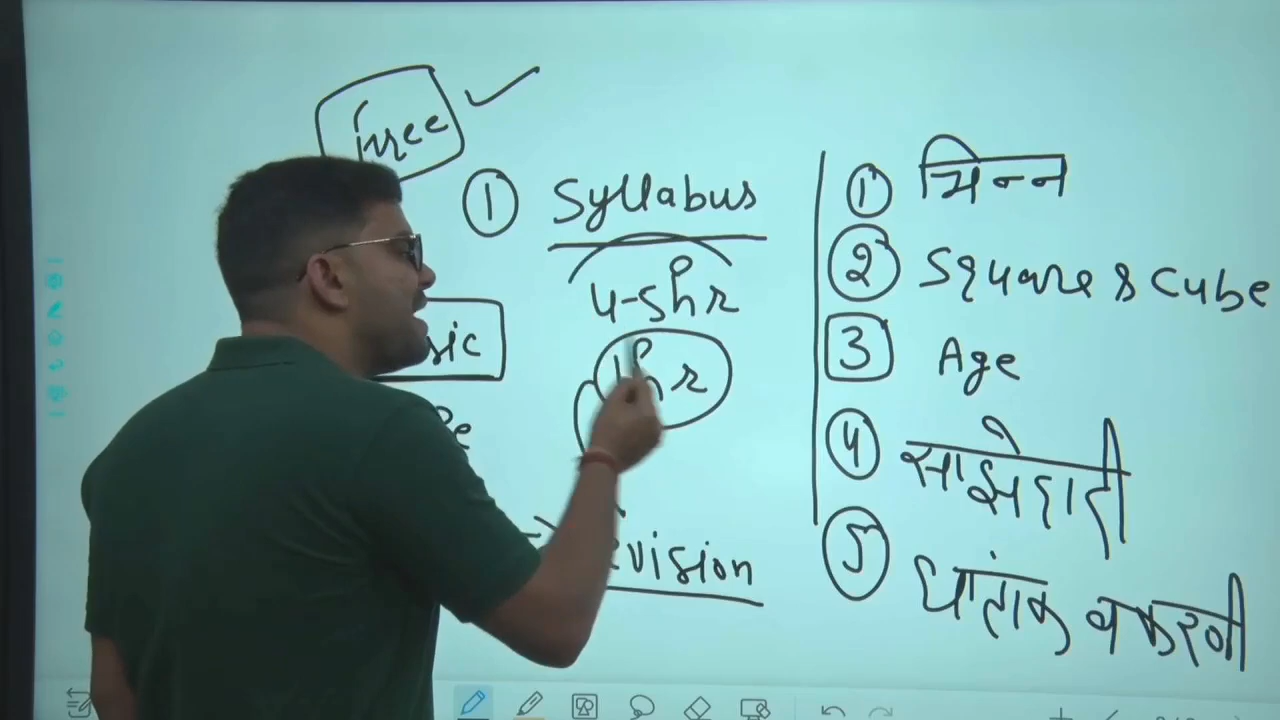 Free
① Syllabus
4-5hr
1hr
sic
vision
① भिन्न
② Square & Cube
3 Age
④ साझेदारी
⑤ घातांक व करणी